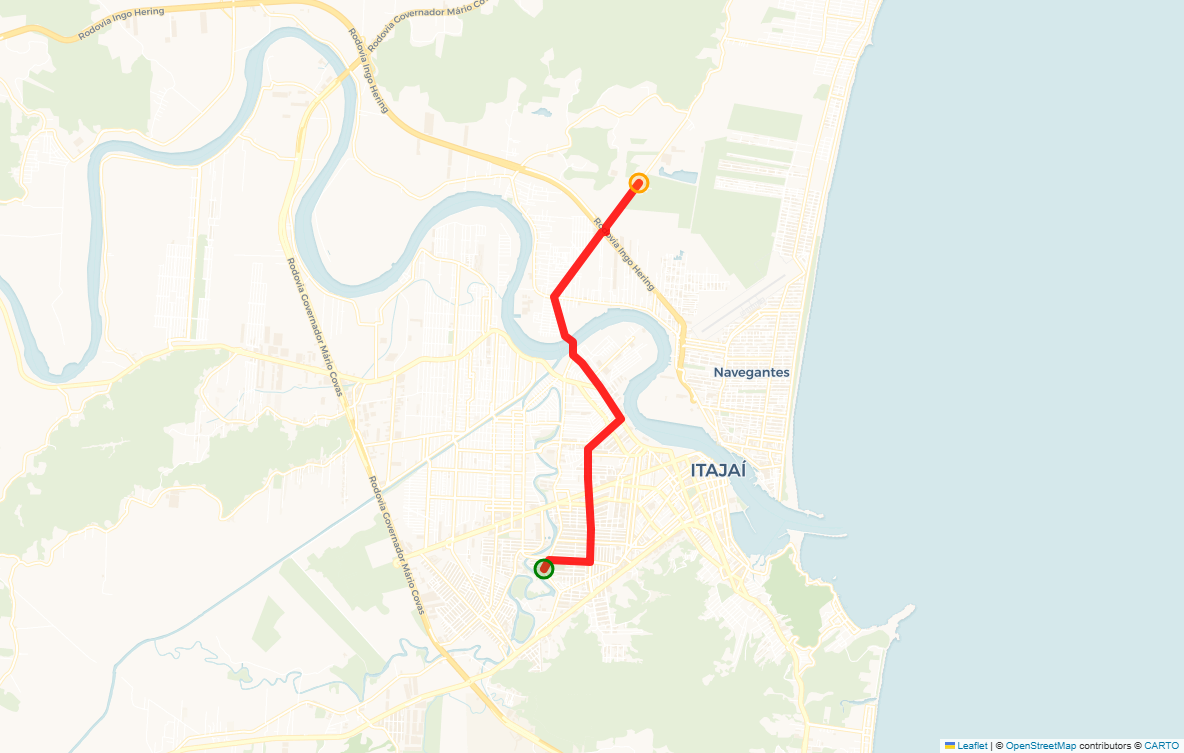 Rodovia Ingo Hering
Rodovia Governador Mário Co
Rodovia Ingo Hering
Rodovia Ingo Hering
Rodovia Governador Mário Covas
Navegantes
ITAJAÍ
Rodovia Governador Mário Covas
Leaflet | © OpenStreetMap contributors © CARTO